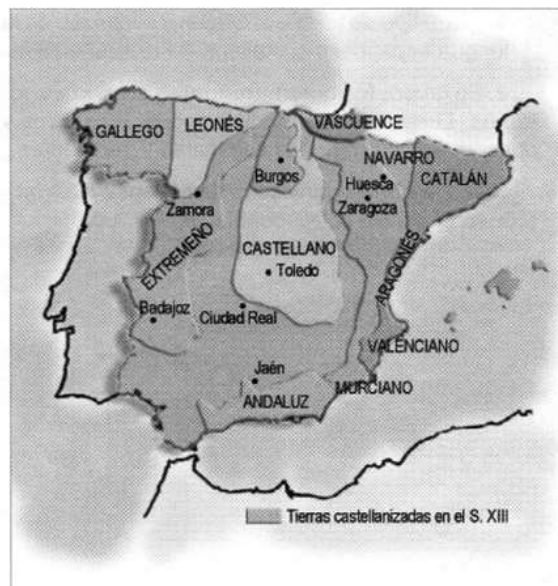 GALLEGO
LEONÉS
VASCUENCE
Burgos
NAVARRO
Huesca
CATALÁN
Zaragoza
Zamora
EXTREMEÑO
CASTELLANO
Toledo
ARAGONÉS
Badajoz
Ciudad Real
VALENCIANO
Jaén
MURCIANO
ANDALUZ
Tierras castellanizadas en el S. XIII